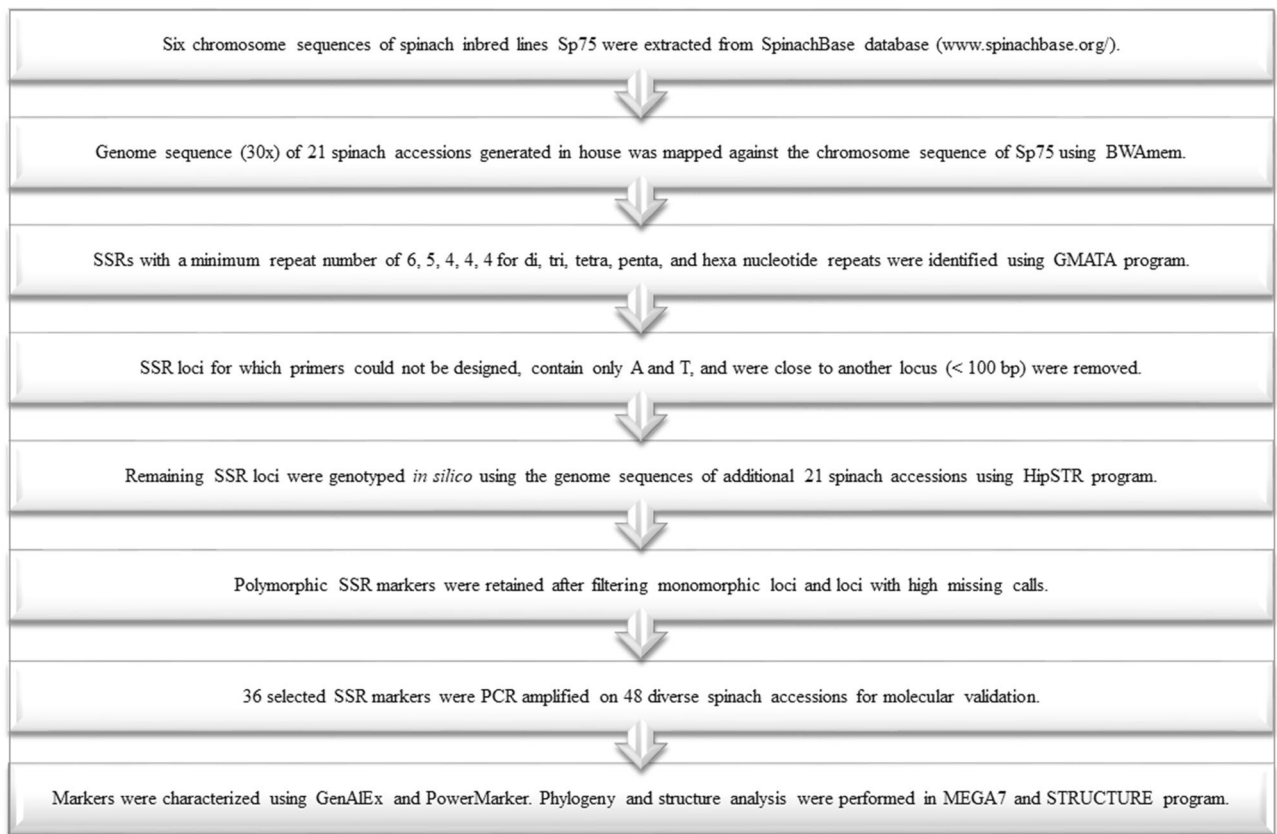 Six chromosome sequences of spinach inbred lines Sp75 were extracted from SpinachBase database (www.spinachbase.org/).
Genome sequence (30x) of 21 spinach accessions generated in house was mapped against the chromosome sequence of Sp75 using BWAmem.
SSRs with a minimum repeat number of 6, 5, 4, 4, 4 for di, tri, tetra, penta, and hexa nucleotide repeats were identified using GMATA program.
SSR loci for which primers could not be designed, contain only A and T, and were close to another locus (< 100 bp) were removed.
Remaining SSR loci were genotyped in silico using the genome sequences of additional 21 spinach accessions using HipSTR program.
Polymorphic SSR markers were retained after filtering monomorphic loci and loci with high missing calls.
36 selected SSR markers were PCR amplified on 48 diverse spinach accessions for molecular validation.
Markers were characterized using GenAlEx and PowerMarker. Phylogeny and structure analysis were performed in MEGA7 and STRUCTURE program.